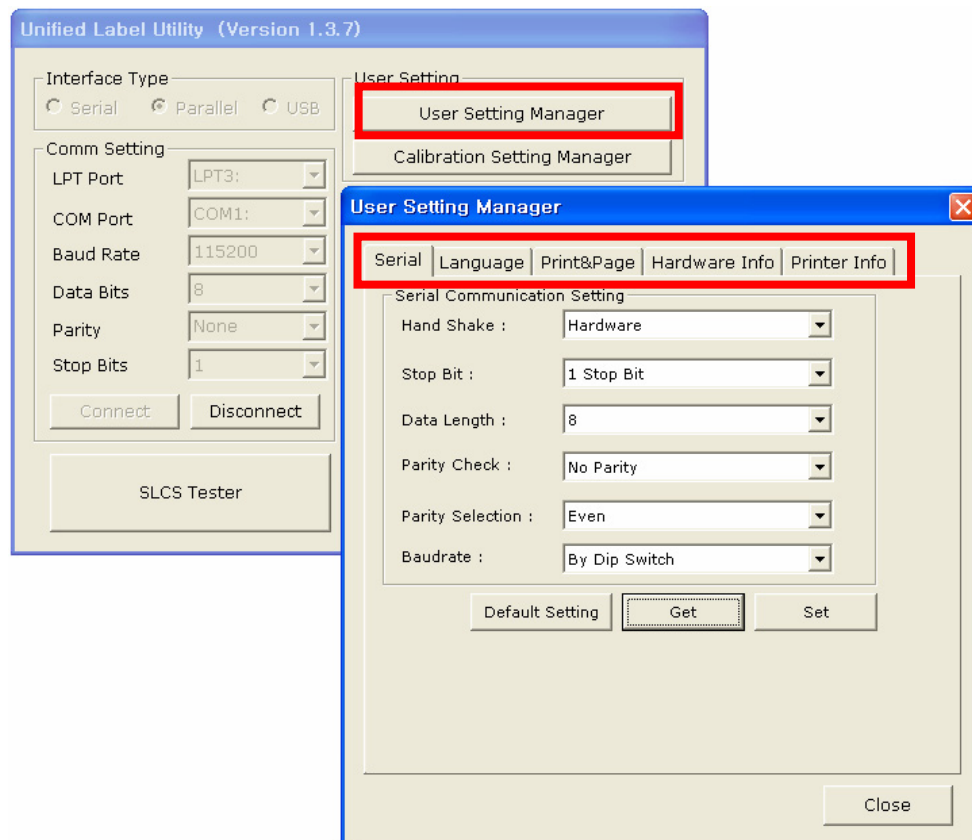 Unified Label Utility (Version 1.3.7)
Interface Type
Serial Parallel USB
User Setting
User Setting Manager
Calibration Setting Manager
Comm Setting
LPT Port LPT3:
COM Port COM1:
Baud Rate 115200
Data Bits 8
Parity None
Stop Bits 1
Connect Disconnect
SLCS Tester
User Setting Manager
Serial Language Print&Page Hardware Info Printer Info
Serial Communication Setting
Hand Shake : Hardware
Stop Bit : 1 Stop Bit
Data Length : 8
Parity Check : No Parity
Parity Selection : Even
Baudrate : By Dip Switch
Default Setting Get Set
Close